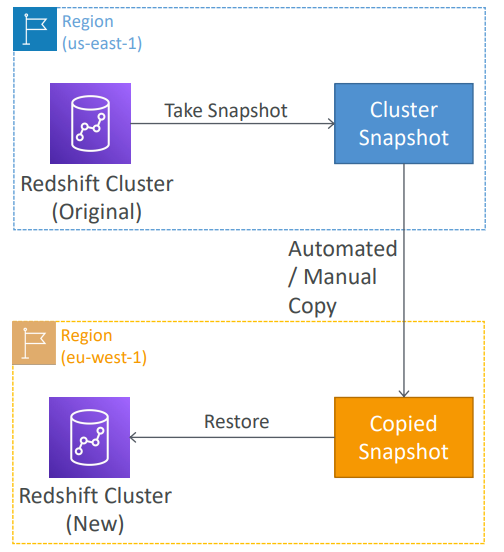 Region
(us-east-1)
Take Snapshot
Cluster
Snapshot
Redshift Cluster
(Original)
Automated
/ Manual
Copy
Region
(eu-west-1)
Restore
Copied
Snapshot
Redshift Cluster
(New)